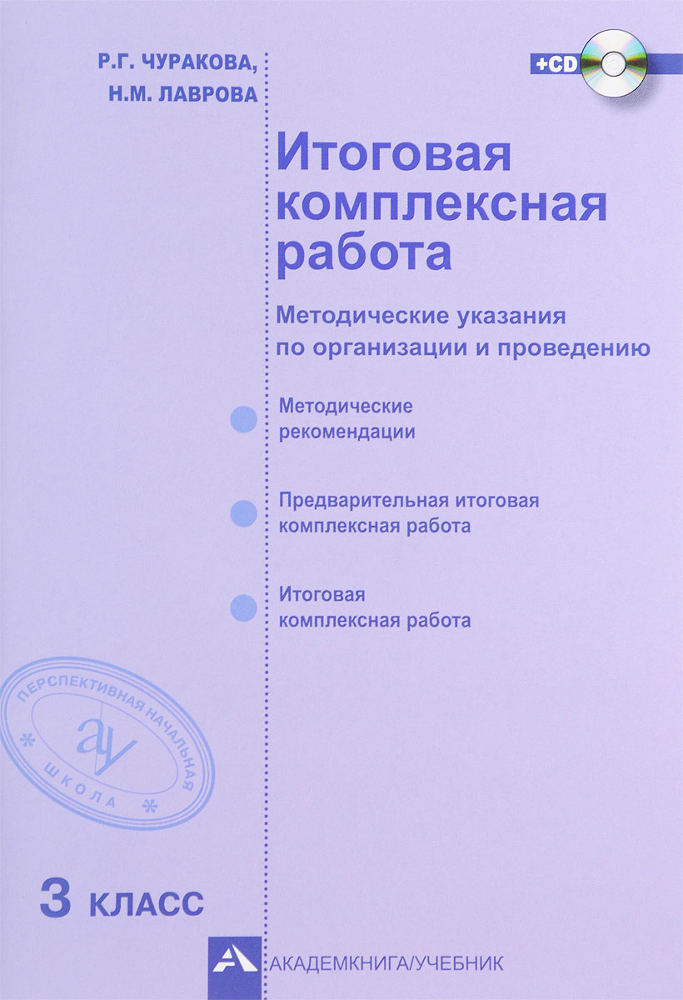 Р.Г. ЧУРАКОВА,
Н.М. ЛАВРОВА
+CD
Итоговая
комплексная
работа
Методические указания
по организации и проведению
Методические
рекомендации
Предварительная итоговая
комплексная работа
Итоговая
комплексная работа
ПЕРСПЕКТИВНАЯ НАЧАЛЬНАЯ
ау
ШКОЛА
3 КЛАСС
АКАДЕМКНИГА/УЧЕБНИК